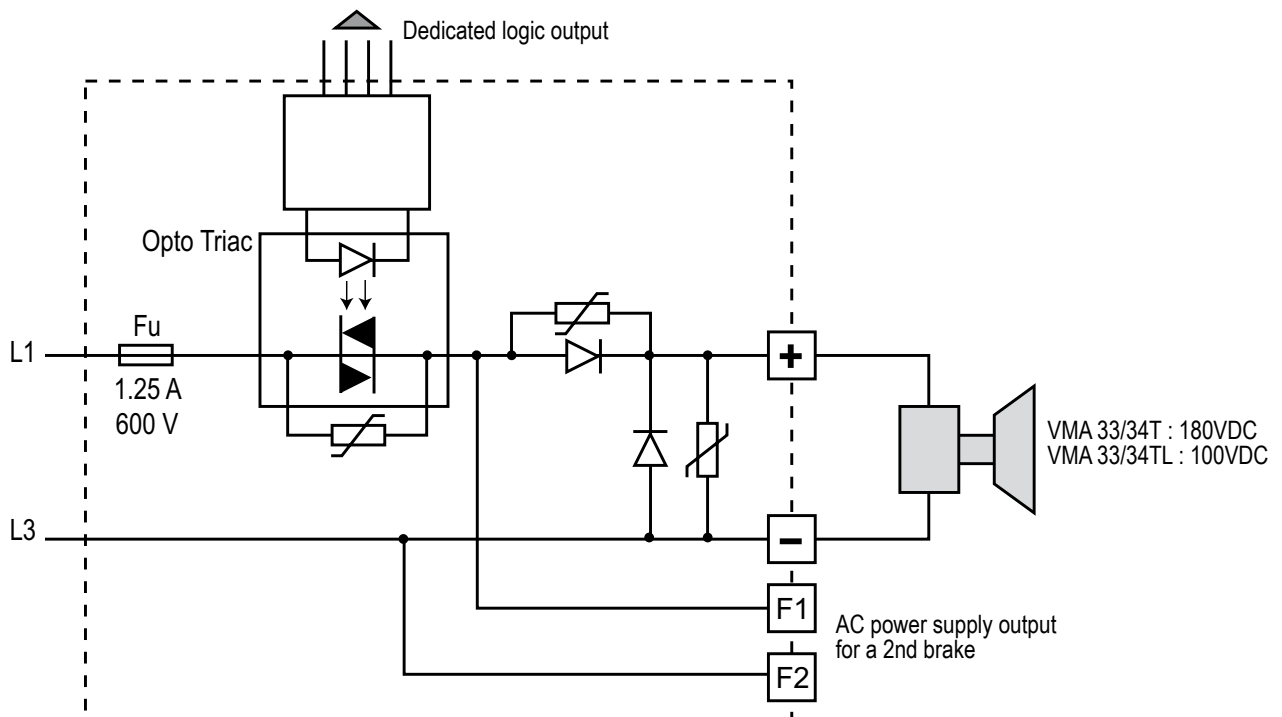 Dedicated logic output
Opto Triac
Fu
L1
1.25 A
600 V
+
VMA 33/34T : 180VDC
VMA 33/34TL : 100VDC
L3
−
F1
AC power supply output
for a 2nd brake
F2